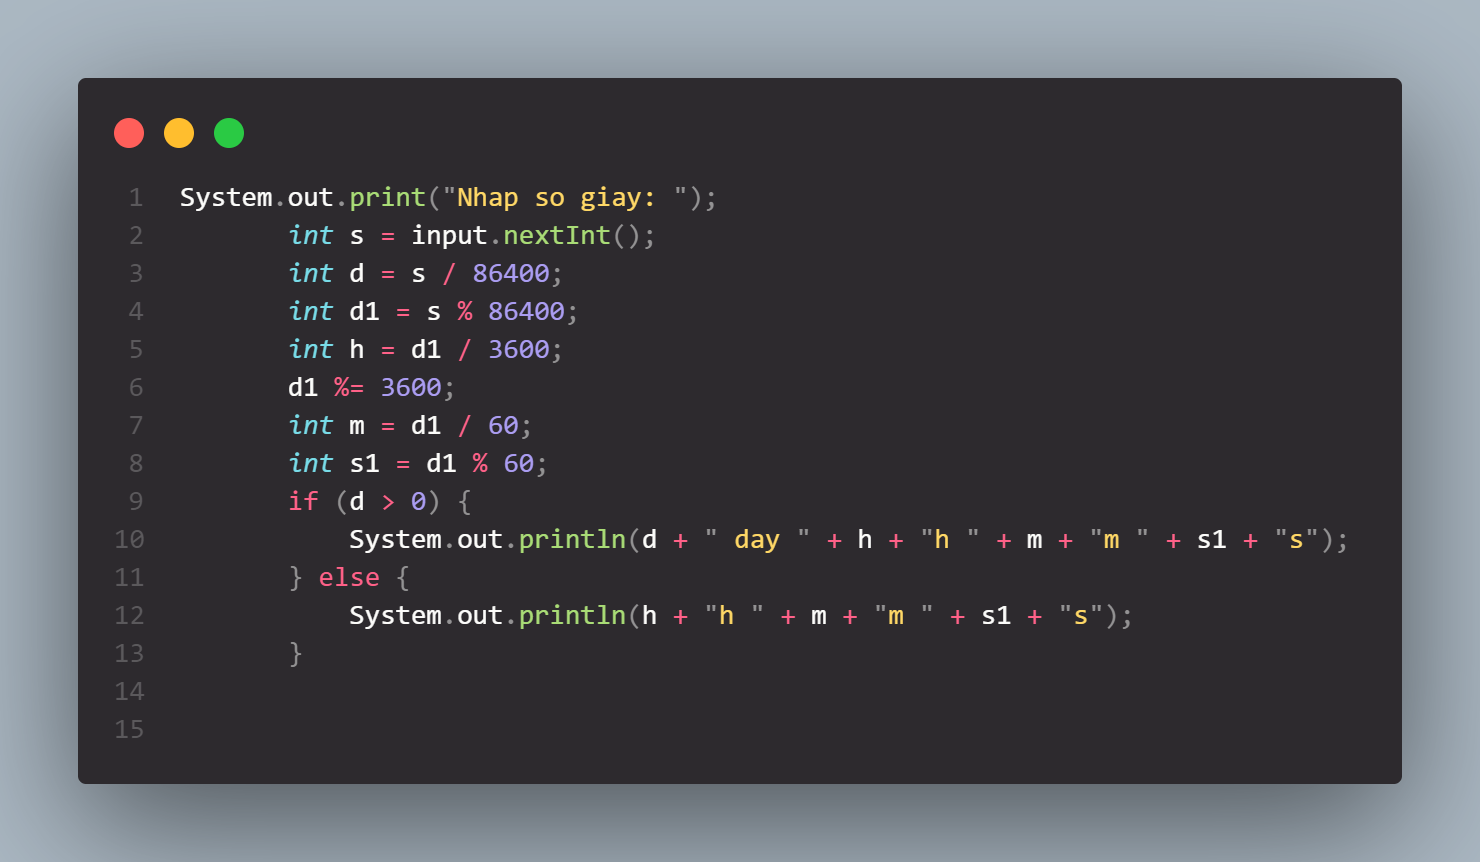 1 System.out.print("Nhap so giay: ");
2 int s = input.nextInt();
3 int d = s / 86400;
4 int d1 = s % 86400;
5 int h = d1 / 3600;
6 d1 %= 3600;
7 int m = d1 / 60;
8 int s1 = d1 % 60;
9 if (d > 0) {
10 System.out.println(d + " day " + h + "h " + m + "m " + s1 + "s");
11 } else {
12 System.out.println(h + "h " + m + "m " + s1 + "s");
13 }
14
15